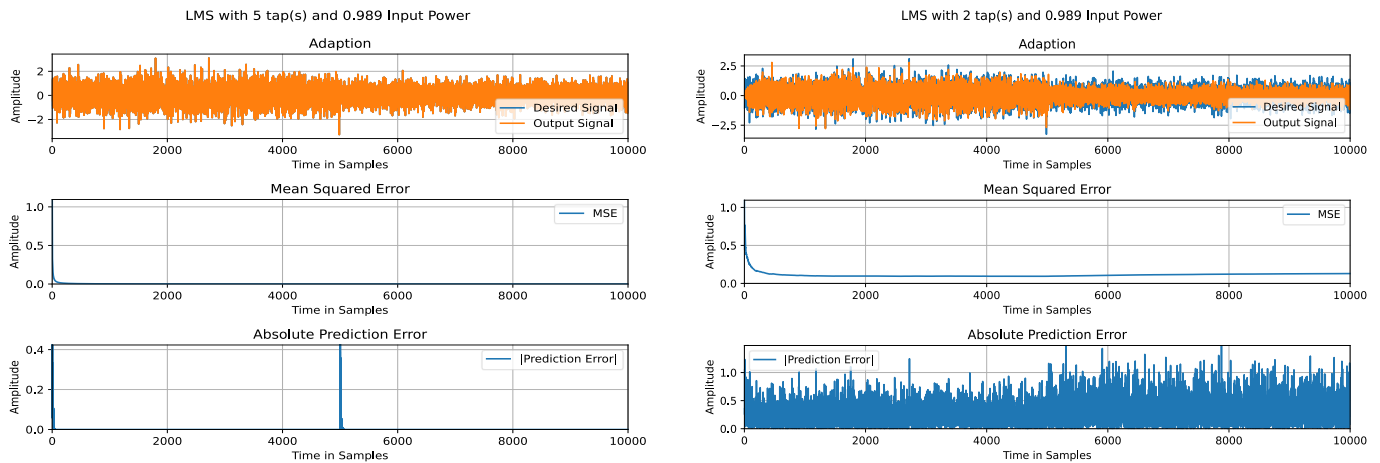 LMS with 5 tap(s) and 0.989 Input Power
Adaption
Amplitude
2
0
−2
Desired Signal
Output Signal
0 2000 4000 6000 8000 10000
Time in Samples
Mean Squared Error
Amplitude
1.0
0.5
0.0
MSE
0 2000 4000 6000 8000 10000
Time in Samples
Absolute Prediction Error
Amplitude
0.4
0.2
0.0
|Prediction Error|
0 2000 4000 6000 8000 10000
Time in Samples
LMS with 2 tap(s) and 0.989 Input Power
Adaption
Amplitude
2.5
0.0
−2.5
Desired Signal
Output Signal
0 2000 4000 6000 8000 10000
Time in Samples
Mean Squared Error
Amplitude
1.0
0.5
0.0
MSE
0 2000 4000 6000 8000 10000
Time in Samples
Absolute Prediction Error
Amplitude
1.0
0.5
0.0
|Prediction Error|
0 2000 4000 6000 8000 10000
Time in Samples